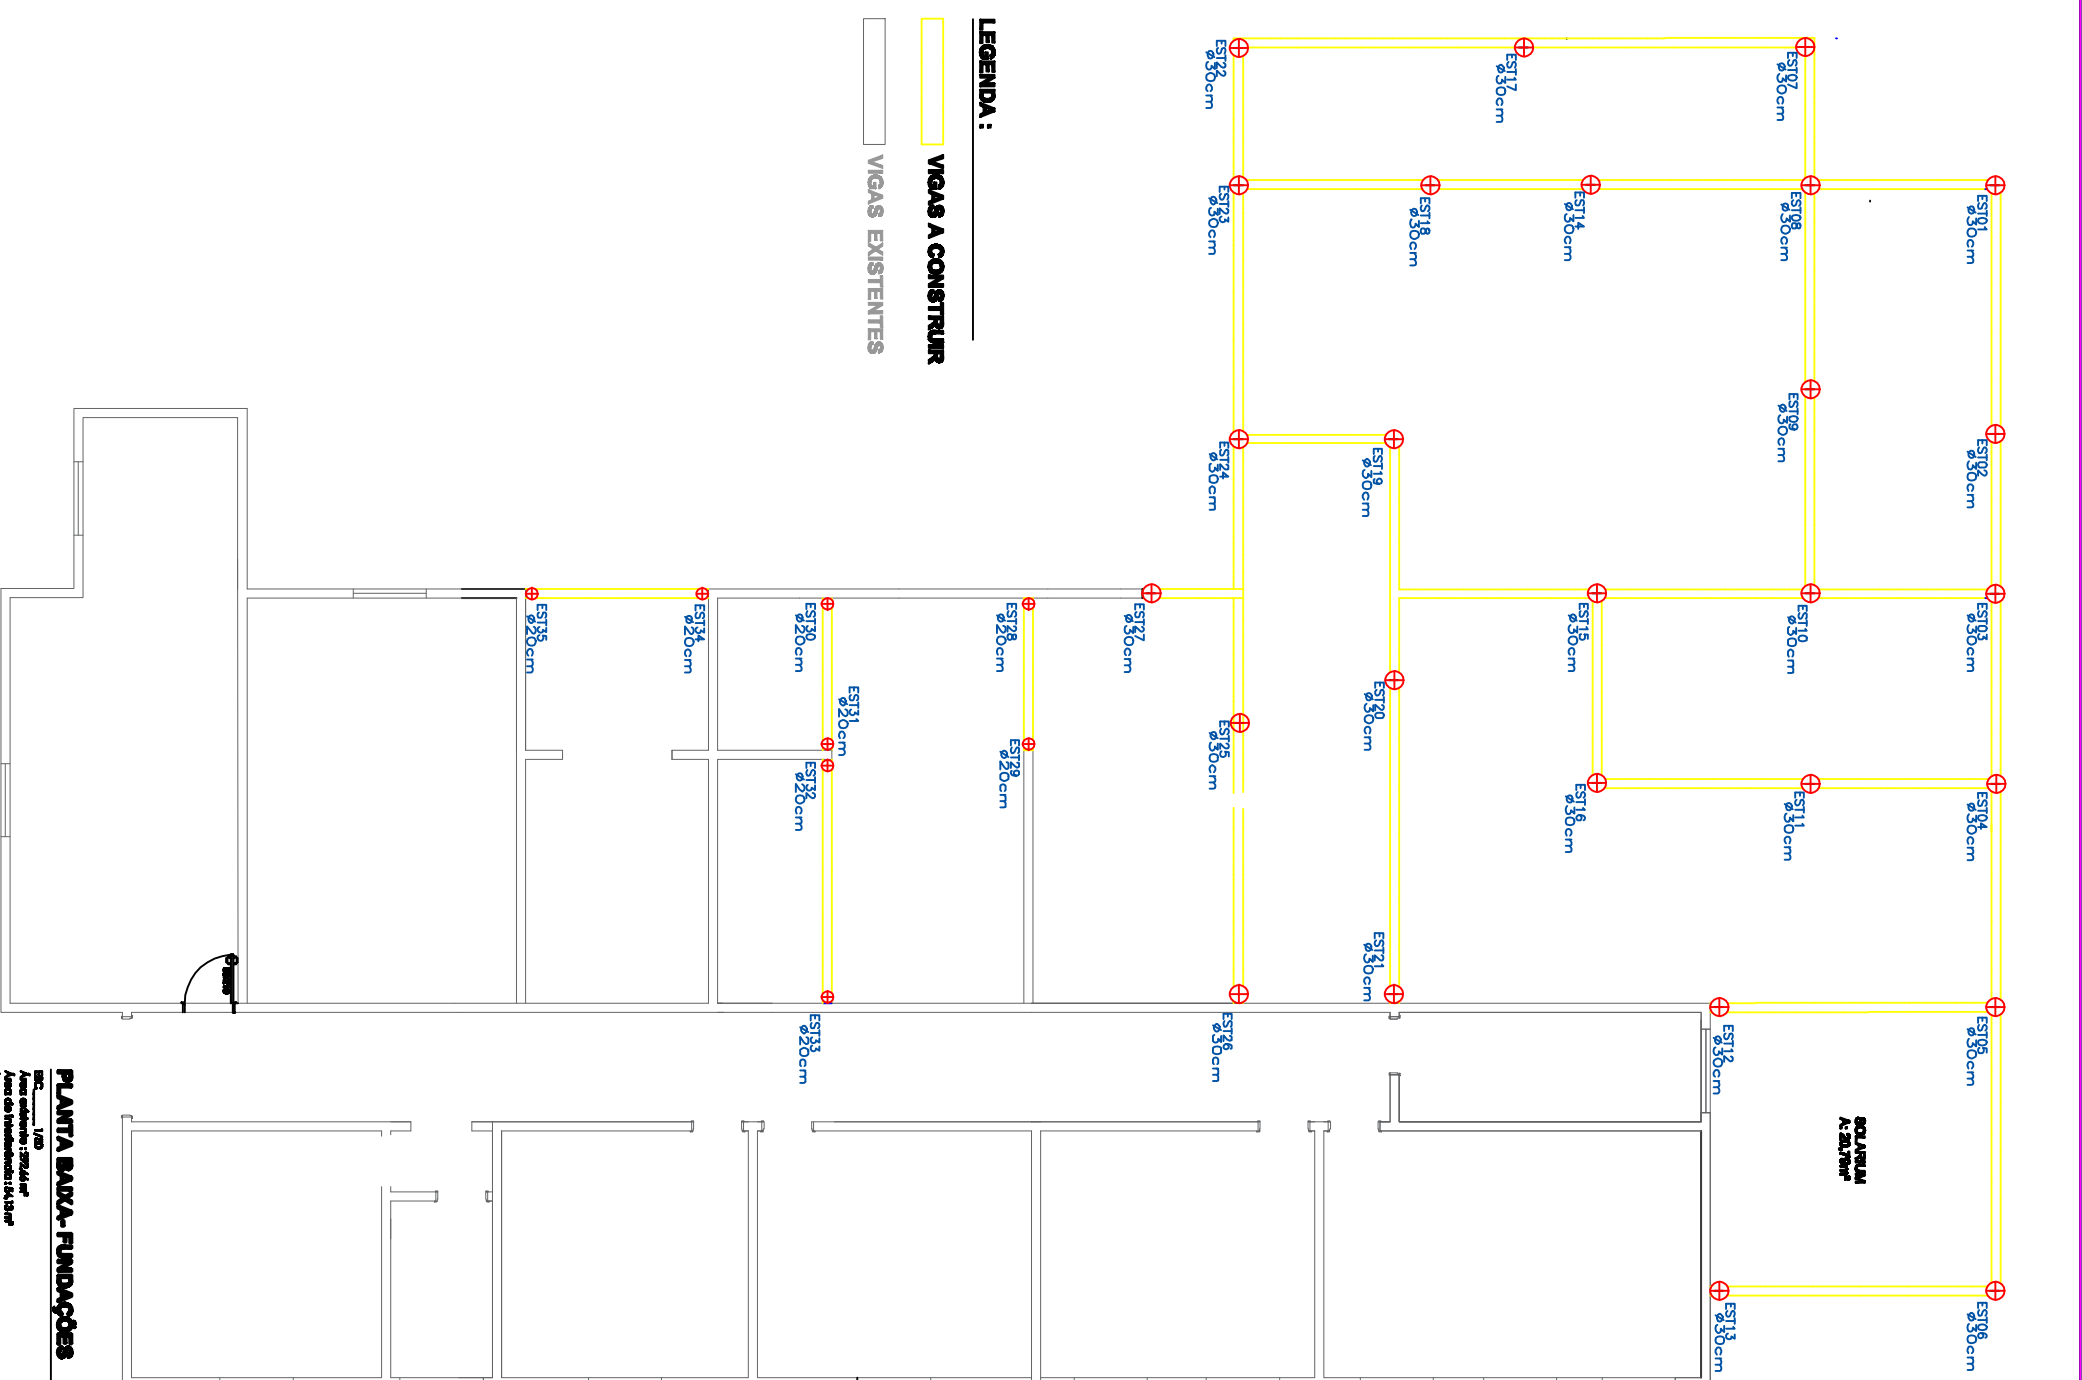 LEGENDA :
VIGAS A CONSTRUIR
VIGAS EXISTENTES
EST22
ø30cm
EST17
ø30cm
EST07
ø30cm
EST23
ø30cm
EST18
ø30cm
EST14
ø30cm
EST08
ø30cm
EST01
ø30cm
EST24
ø30cm
EST19
ø30cm
EST09
ø30cm
EST02
ø30cm
EST35
ø20cm
EST34
ø20cm
EST30
ø20cm
EST28
ø20cm
EST27
ø30cm
EST15
ø30cm
EST10
ø30cm
EST03
ø30cm
EST31
ø20cm
EST32
ø20cm
EST29
ø20cm
EST25
ø30cm
EST20
ø30cm
EST16
ø30cm
EST11
ø30cm
EST04
ø30cm
EST33
ø20cm
EST26
ø30cm
EST21
ø30cm
EST12
ø30cm
EST05
ø30cm
SOLARIUM
A: 20,79m²
EST13
ø30cm
EST06
ø30cm
PLANTA BAIXA- FUNDAÇÕES